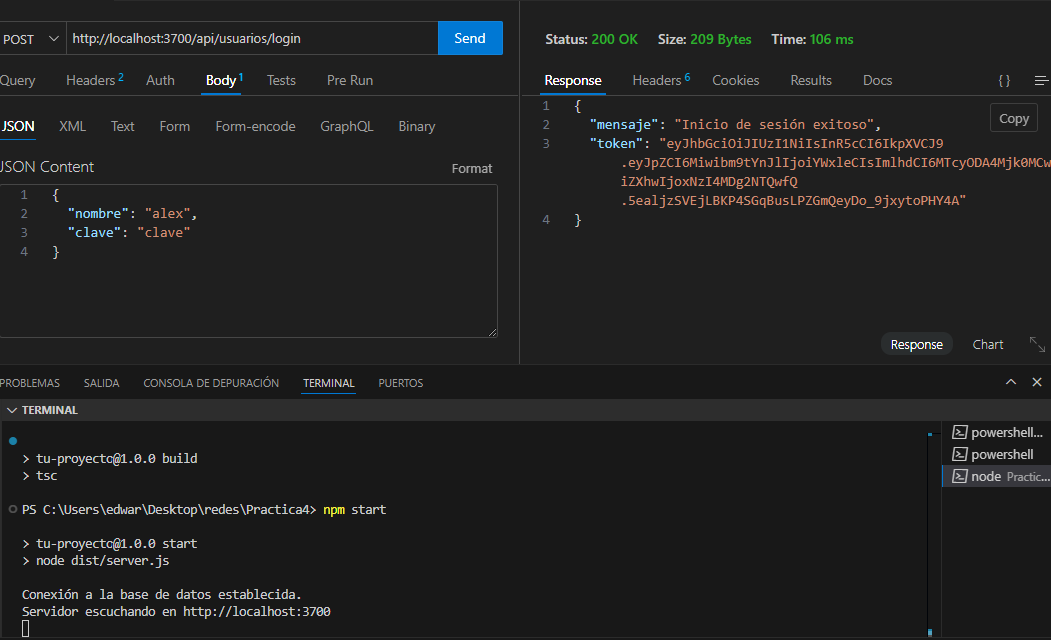 POST http://localhost:3700/api/usuarios/login Send
Query Headers 2 Auth Body 1 Tests Pre Run
JSON XML Text Form Form-encode GraphQL Binary
JSON Content Format
1 {
2 "nombre": "alex",
3 "clave": "clave"
4 }
Status: 200 OK Size: 209 Bytes Time: 106 ms
Response Headers 6 Cookies Results Docs { }
Copy
1 {
2 "mensaje": "Inicio de sesión exitoso",
3 "token": "eyJhbGciOiJIUzI1NiIsInR5cCI6IkpXVCJ9
.eyJpZCI6Miwibm9tYnJlIjoiYWxleCIsImlhdCI6MTcyODA4Mjk0MCw
iZXhwIjoxNzI4MDg2NTQwfQ
.5ealjzSVEjLBKP4SGqBusLPZGmQeyDo_9jxytoPHY4A"
4 }
Response Chart
PROBLEMAS SALIDA CONSOLA DE DEPURACIÓN TERMINAL PUERTOS
TERMINAL
> tu-proyecto@1.0.0 build
> tsc
PS C:\Users\edwar\Desktop\redes\Practica4> npm start
> tu-proyecto@1.0.0 start
> node dist/server.js
Conexión a la base de datos establecida.
Servidor escuchando en http://localhost:3700
powershell...
powershell
node Practic...